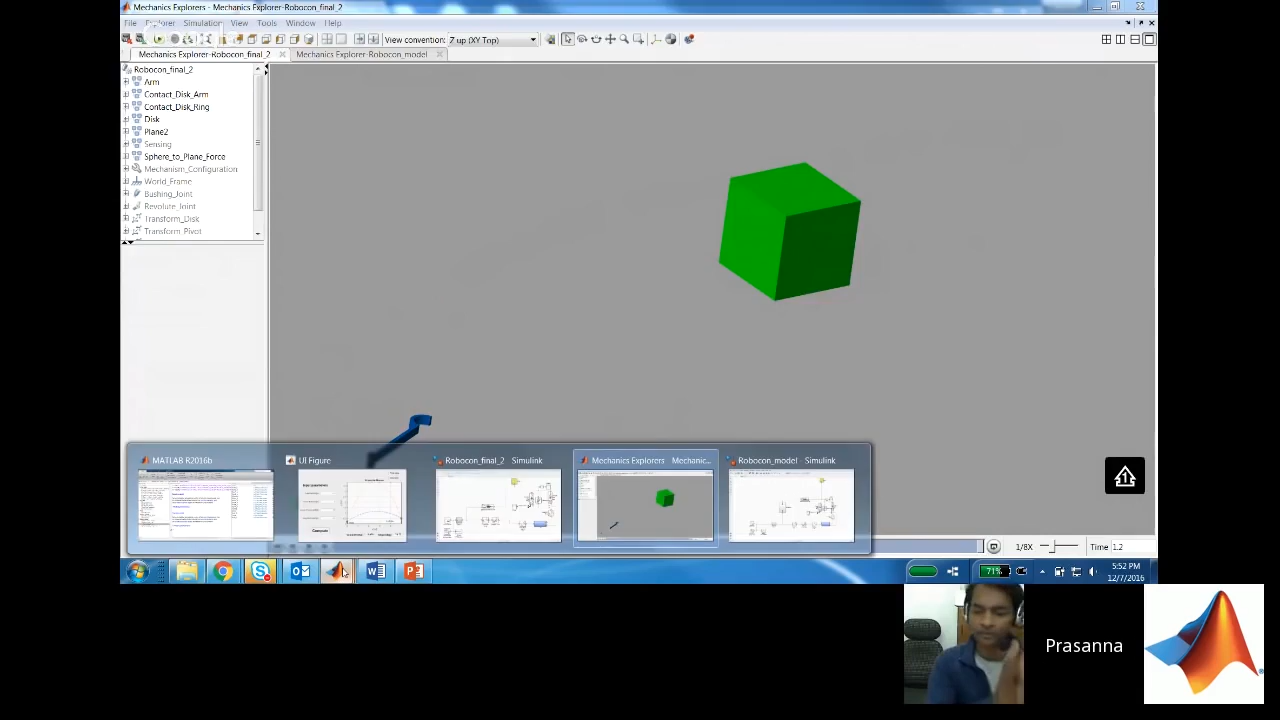 Mechanics Explorers - Mechanics Explorer-Robocon_final_2
File Explorer Simulation View Tools Window Help
View convention: Z up (XY Top)
Mechanics Explorer-Robocon_final_2 Mechanics Explorer-Robocon_model
Robocon_final_2
Arm
Contact_Disk_Arm
Contact_Disk_Ring
Disk
Plane2
Sensing
Sphere_to_Plane_Force
Mechanism_Configuration
World_Frame
Bushing_Joint
Revolute_Joint
Transform_Disk
Transform_Pivot
MATLAB R2016b UI Figure Robocon_final_2 - Simulink Mechanics Explorers - Mechanic... Robocon_model - Simulink
1/8X Time 1.2
71%
5:52 PM
12/7/2016
Prasanna